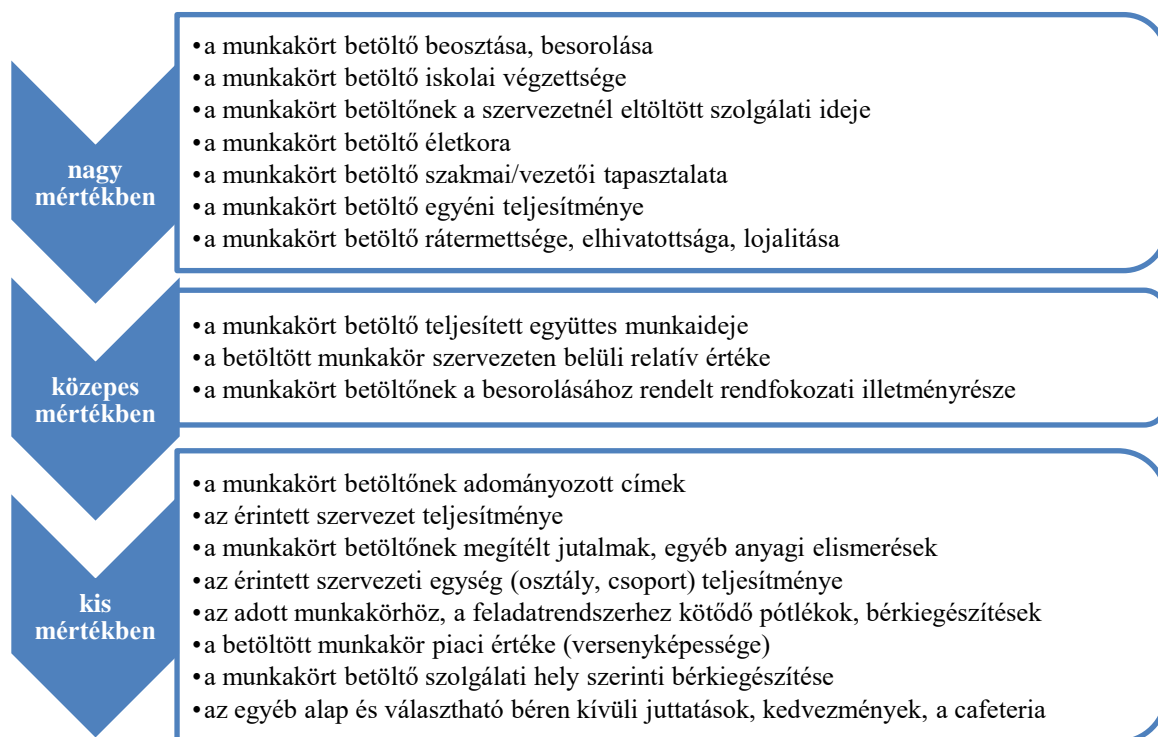 nagy
mértékben
•a munkakört betöltő beosztása, besorolása
•a munkakört betöltő iskolai végzettsége
•a munkakört betöltőnek a szervezetnél eltöltött szolgálati ideje
•a munkakört betöltő életkora
•a munkakört betöltő szakmai/vezetői tapasztalata
•a munkakört betöltő egyéni teljesítménye
•a munkakört betöltő rátermettsége, elhivatottsága, lojalitása
közepes
mértékben
•a munkakört betöltő teljesített együttes munkaideje
•a betöltött munkakör szervezeten belüli relatív értéke
•a munkakört betöltőnek a besorolásához rendelt rendfokozati illetményrésze
kis
mértékben
•a munkakört betöltőnek adományozott címek
•az érintett szervezet teljesítménye
•a munkakört betöltőnek megítélt jutalmak, egyéb anyagi elismerések
•az érintett szervezeti egység (osztály, csoport) teljesítménye
•az adott munkakörhöz, a feladatrendszerhez kötődő pótlékok, bérkiegészítések
•a betöltött munkakör piaci értéke (versenyképessége)
•a munkakört betöltő szolgálati hely szerinti bérkiegészítése
•az egyéb alap és választható béren kívüli juttatások, kedvezmények, a cafeteria